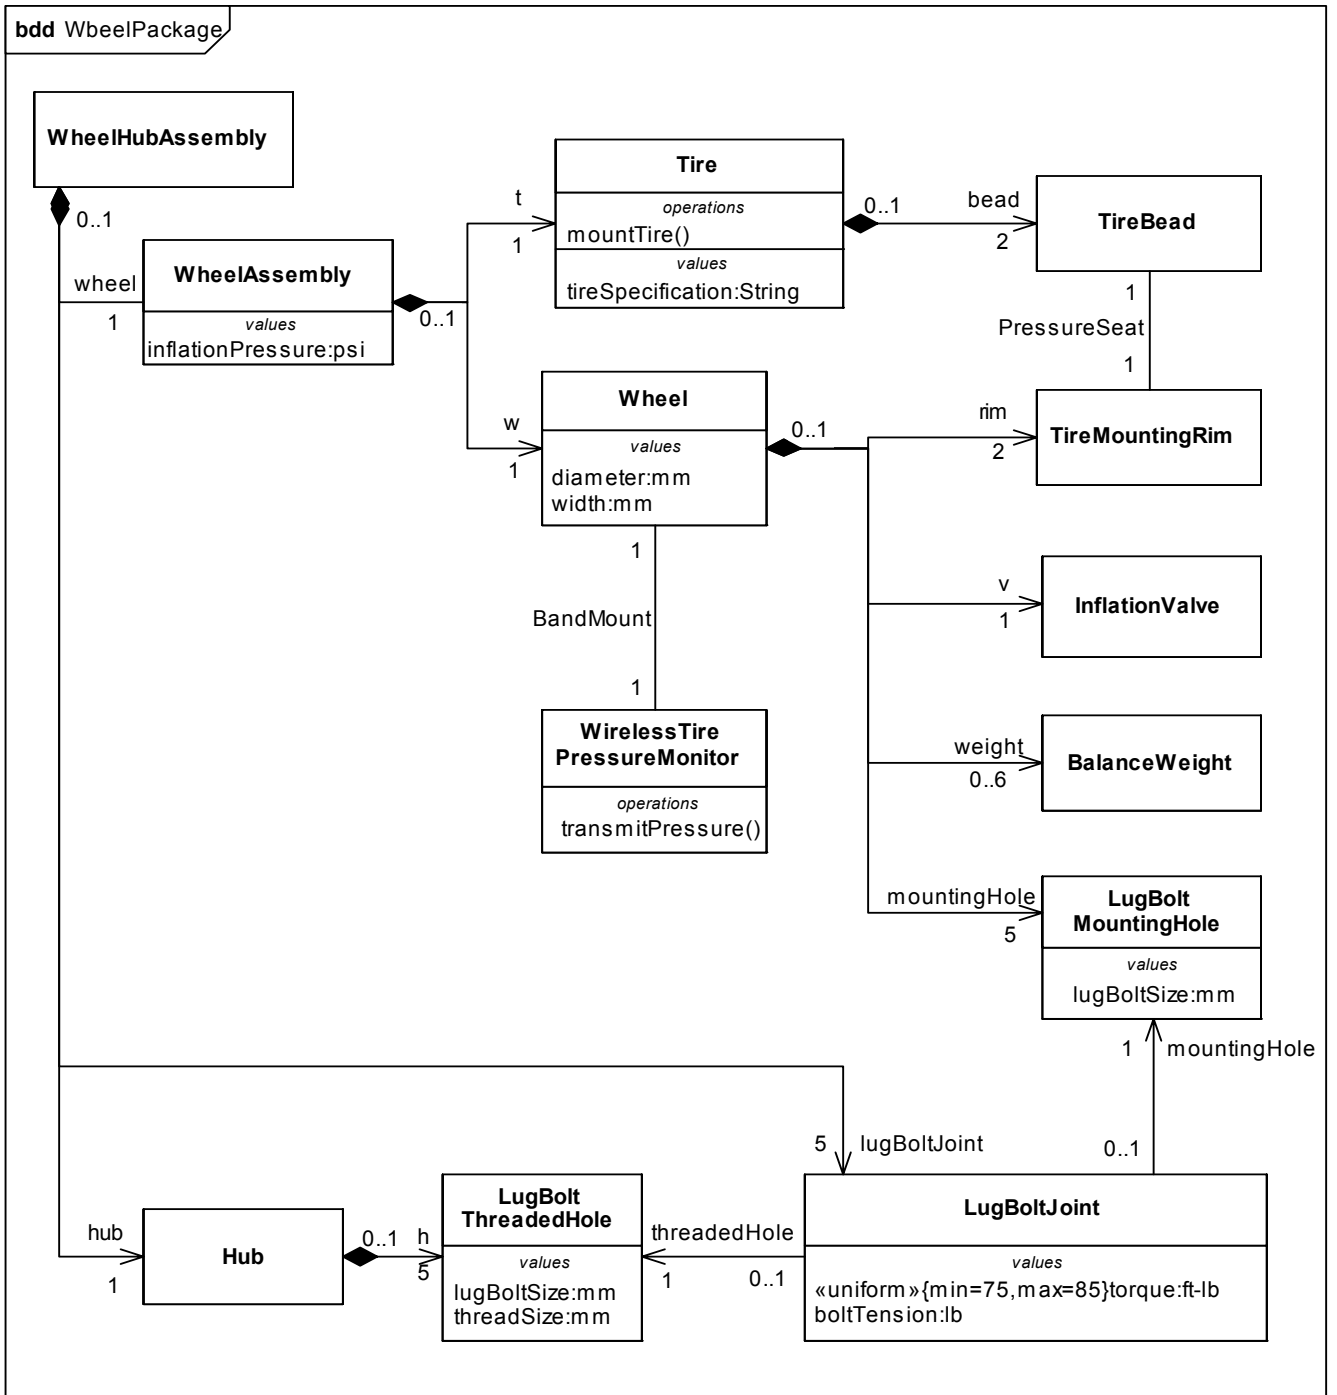 bdd WbeelPackage
WheelHubAssembly
0..1
wheel
1
WheelAssembly
values
inflationPressure:psi
0..1
t
1
Tire
operations
mountTire()
values
tireSpecification:String
0..1
bead
2
TireBead
1
PressureSeat
1
w
1
Wheel
values
diameter:mm
width:mm
0..1
rim
2
TireMountingRim
1
BandMount
1
v
1
InflationValve
WirelessTire
PressureMonitor
operations
transmitPressure()
weight
0..6
BalanceWeight
mountingHole
5
LugBolt
MountingHole
values
lugBoltSize:mm
1
mountingHole
5
lugBoltJoint
0..1
hub
1
Hub
0..1
h
5
LugBolt
ThreadedHole
values
lugBoltSize:mm
threadSize:mm
threadedHole
1
0..1
LugBoltJoint
values
«uniform»{min=75,max=85}torque:ft-lb
boltTension:lb